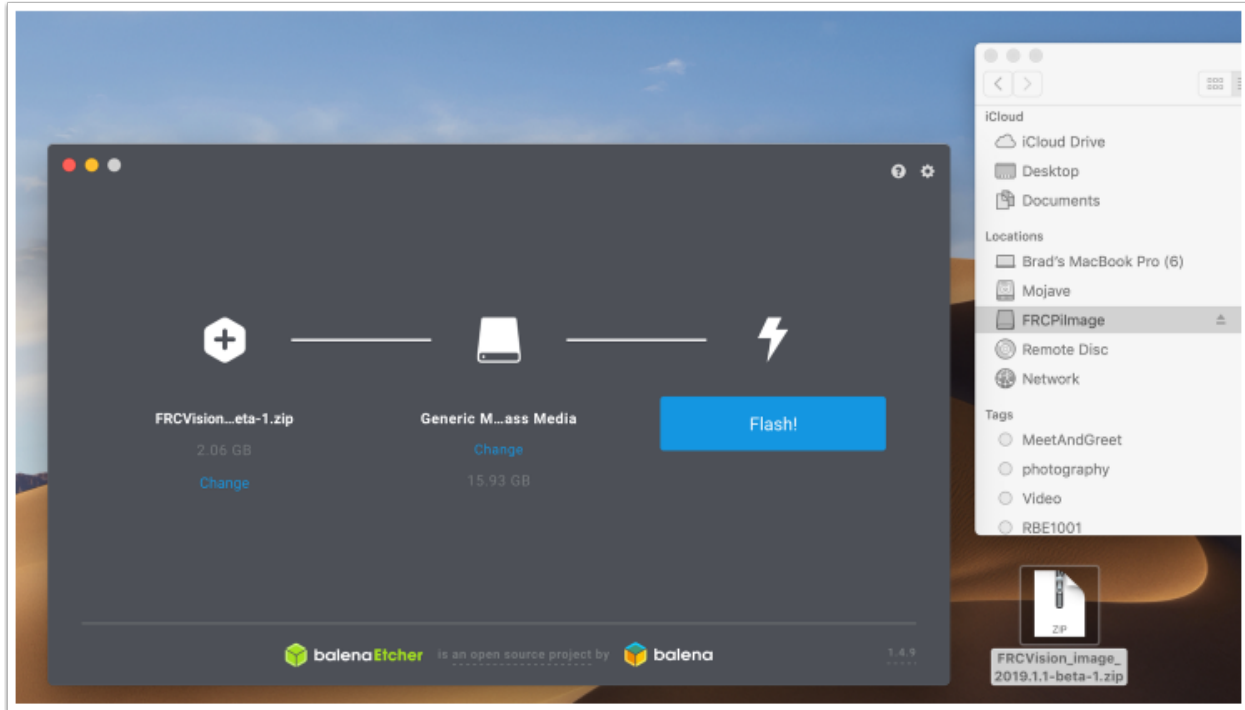 FRCVision...eta-1.zip
2.06 GB
Change
Generic M...ass Media
Change
15.93 GB
Flash!
balenaEtcher is an open source project by balena
1.4.9
iCloud
iCloud Drive
Desktop
Documents
Locations
Brad's MacBook Pro (6)
Mojave
FRCPiImage
Remote Disc
Network
Tags
MeetAndGreet
photography
Video
RBE1001
ZIP
FRCVision_image_
2019.1.1-beta-1.zip